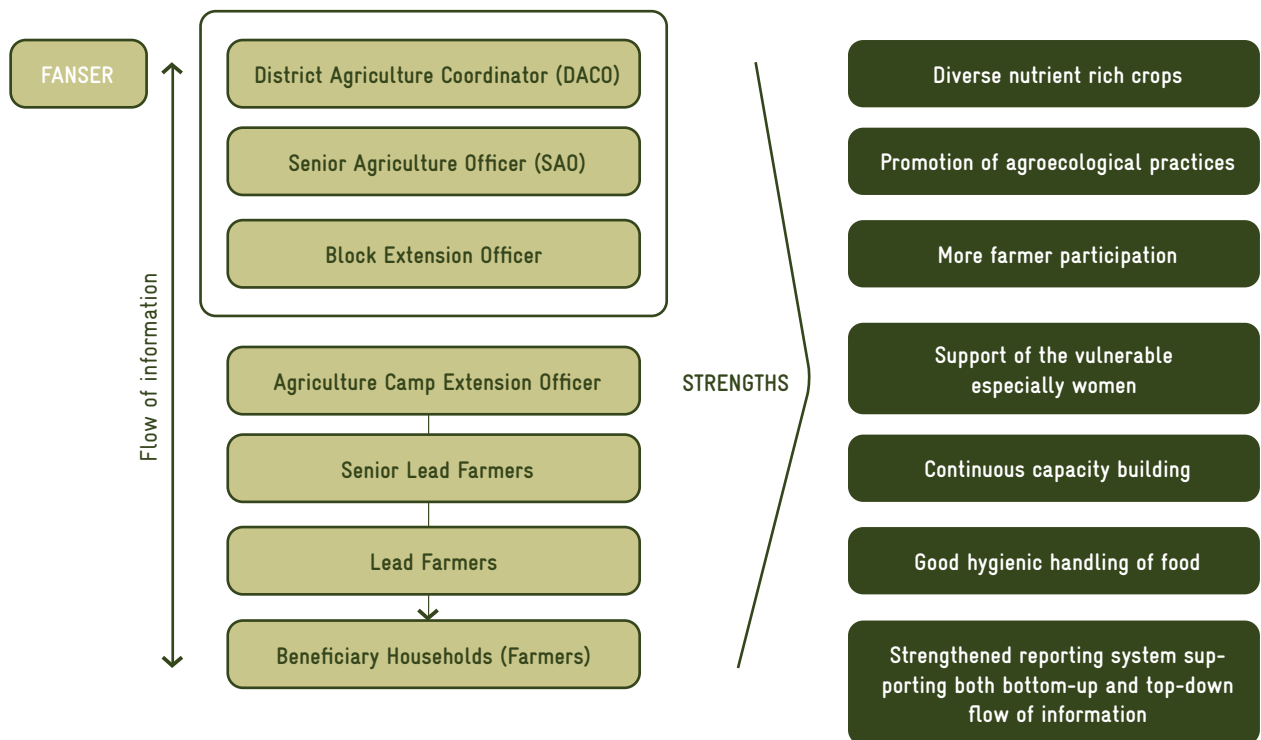 FANSER
Flow of information
District Agriculture Coordinator (DACO)
Senior Agriculture Officer (SAO)
Block Extension Officer
Agriculture Camp Extension Officer
Senior Lead Farmers
Lead Farmers
Beneficiary Households (Farmers)
STRENGTHS
Diverse nutrient rich crops
Promotion of agroecological practices
More farmer participation
Support of the vulnerable
especially women
Continuous capacity building
Good hygienic handling of food
Strengthened reporting system sup-
porting both bottom-up and top-down
flow of information